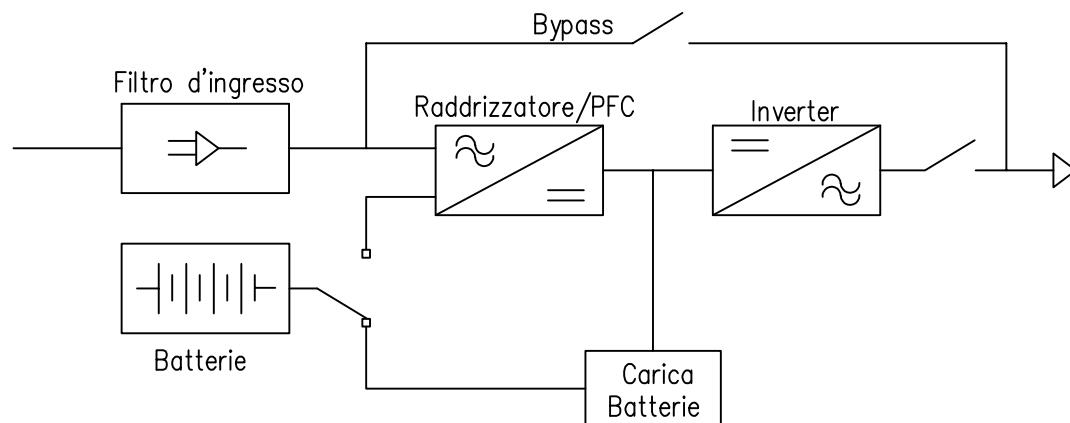 Bypass
Filtro d'ingresso
Raddrizzatore/PFC
Inverter
Batterie
Carica
Batterie